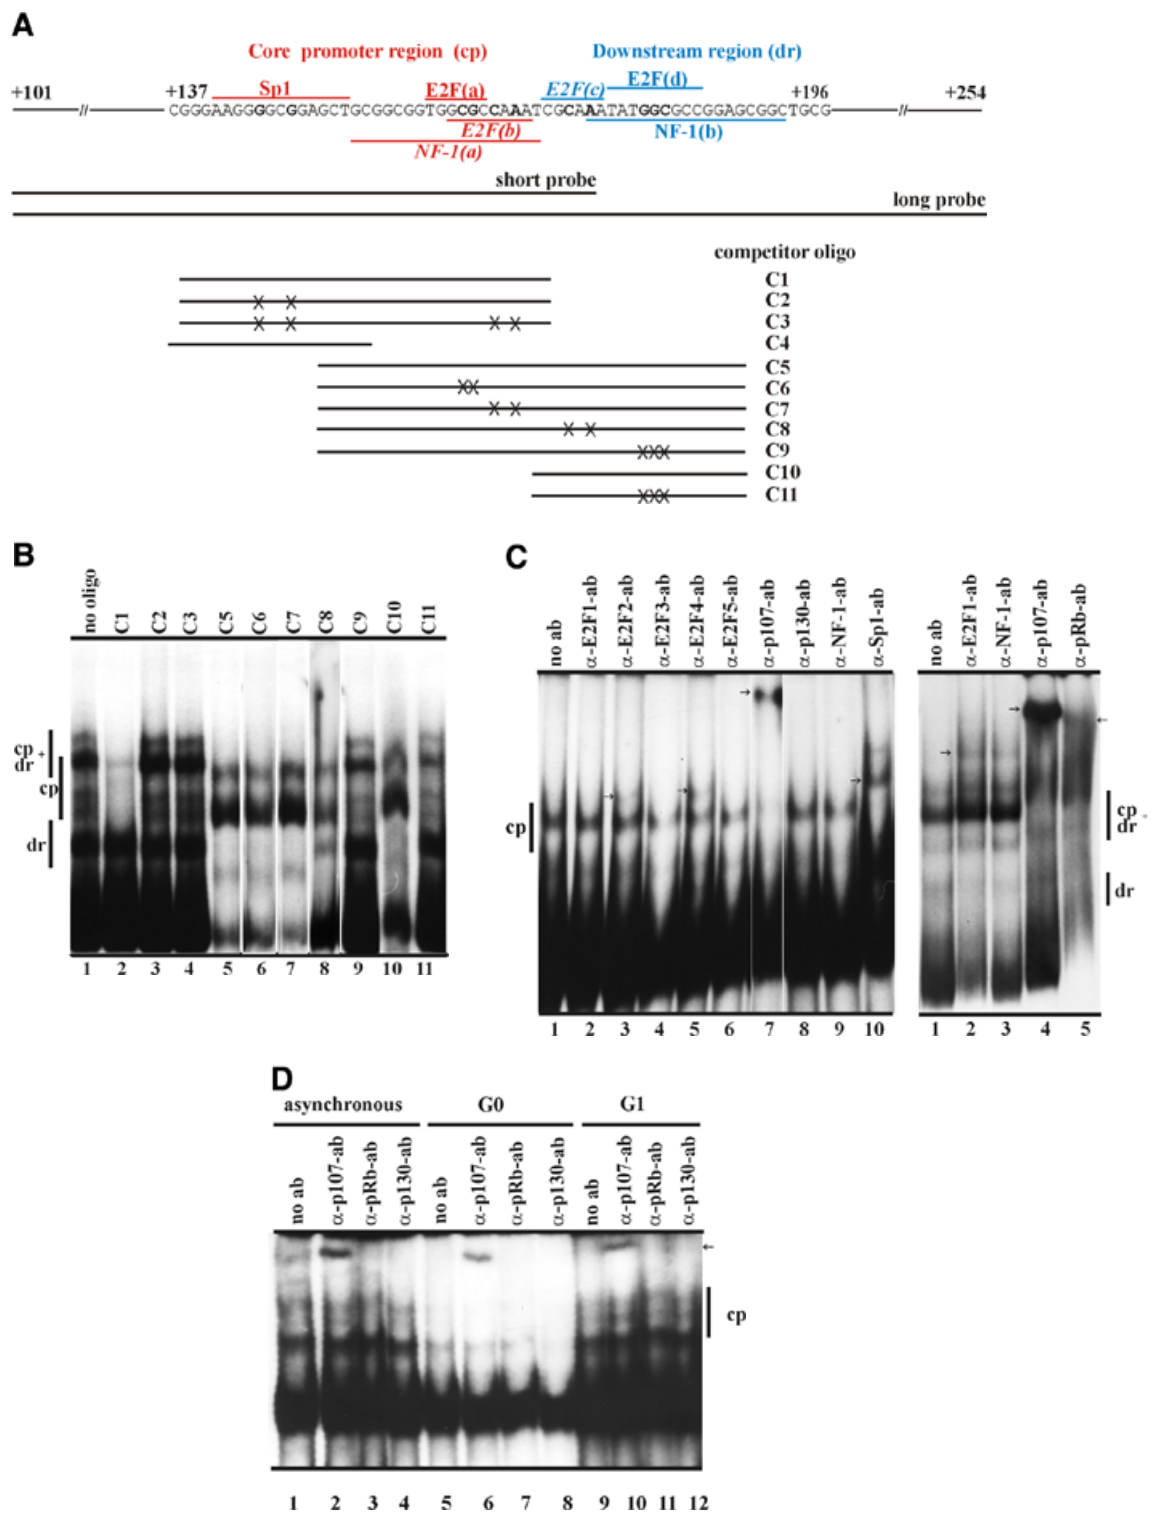 A
Core promoter region (cp)
Downstream region (dr)
+101
+137
Sp1
E2F(a)
E2F(c)
E2F(d)
+196
+254
CGGGAAGGGGGCGGAGCTGCGGCGGTGGCGCCAAATCGCAAATATGGCGCCGGAGCGGCTGCG
E2F(b)
NF-1(b)
NF-1(a)
short probe
long probe
competitor oligo
C1
C2
C3
C4
C5
C6
C7
C8
C9
C10
C11
B
no oligo C1 C2 C3 C5 C6 C7 C8 C9 C10 C11
cp +
dr
cp
dr
1 2 3 4 5 6 7 8 9 10 11
C
no ab α-E2F1-ab α-E2F2-ab α-E2F3-ab α-E2F4-ab α-E2F5-ab α-p107-ab α-p130-ab α-NF-1-ab α-Sp1-ab
cp
1 2 3 4 5 6 7 8 9 10
no ab α-E2F1-ab α-NF-1-ab α-p107-ab α-pRb-ab
cp
dr
dr
1 2 3 4 5
D
asynchronous G0 G1
no ab α-p107-ab α-pRb-ab α-p130-ab no ab α-p107-ab α-pRb-ab α-p130-ab no ab α-p107-ab α-pRb-ab α-p130-ab
cp
1 2 3 4 5 6 7 8 9 10 11 12